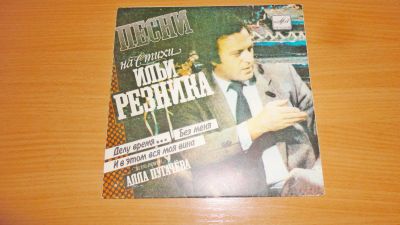 ПЕСНИ
на стихи
ИЛЬИ
РЕЗНИКА
Делу время... Без меня
И в этом вся моя вина
АЛЛА ПУГАЧЁВА